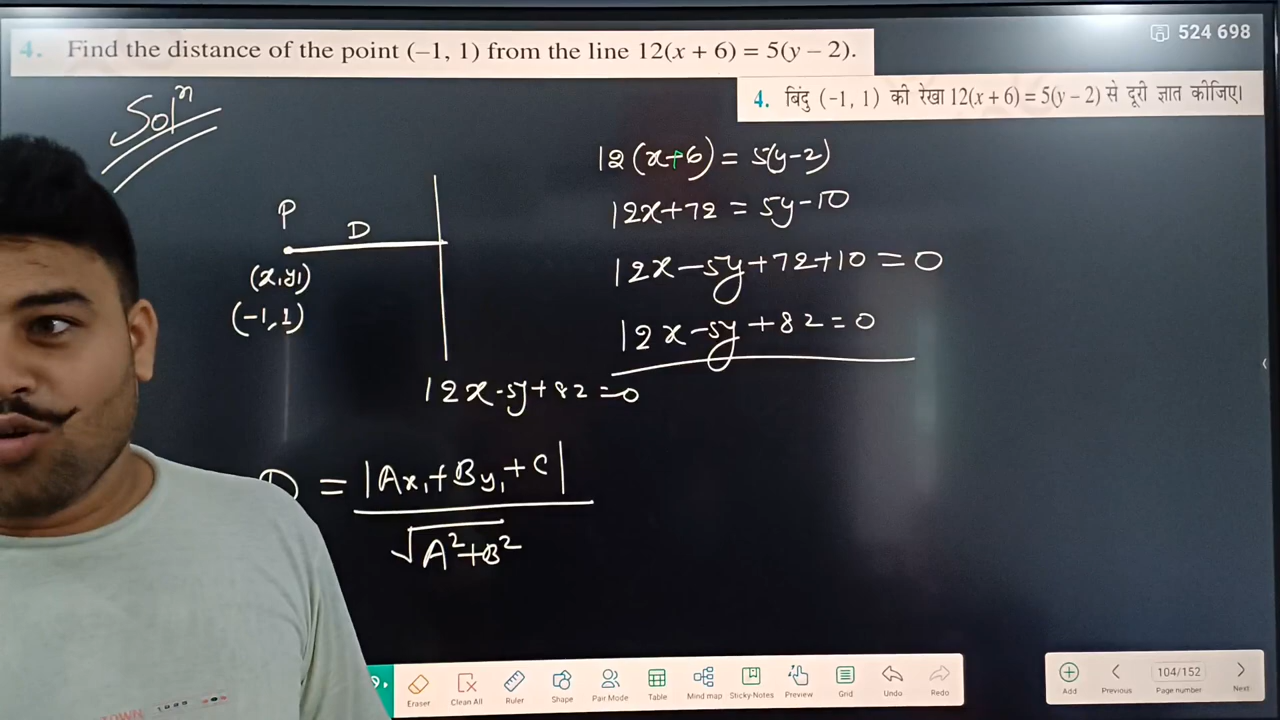 4. Find the distance of the point (–1, 1) from the line 12(x + 6) = 5(y – 2).
524 698
4. बिंदु (-1, 1) की रेखा 12(x + 6) = 5(y – 2) से दूरी ज्ञात कीजिए।
Solⁿ
12(x+6) = 5(y-2)
12x+72 = 5y-10
12x-5y+72+10 = 0
12x-5y+82=0
P
D
(x₁y₁)
(-1,1)
12x-5y+82=0
D = |Ax₁+By₁+C|
√A²+B²
Eraser
Clean All
Ruler
Shape
Pair Mode
Table
Mind map
Sticky-Notes
Preview
Grid
Undo
Redo
Add
Previous
104/152
Page number
Next